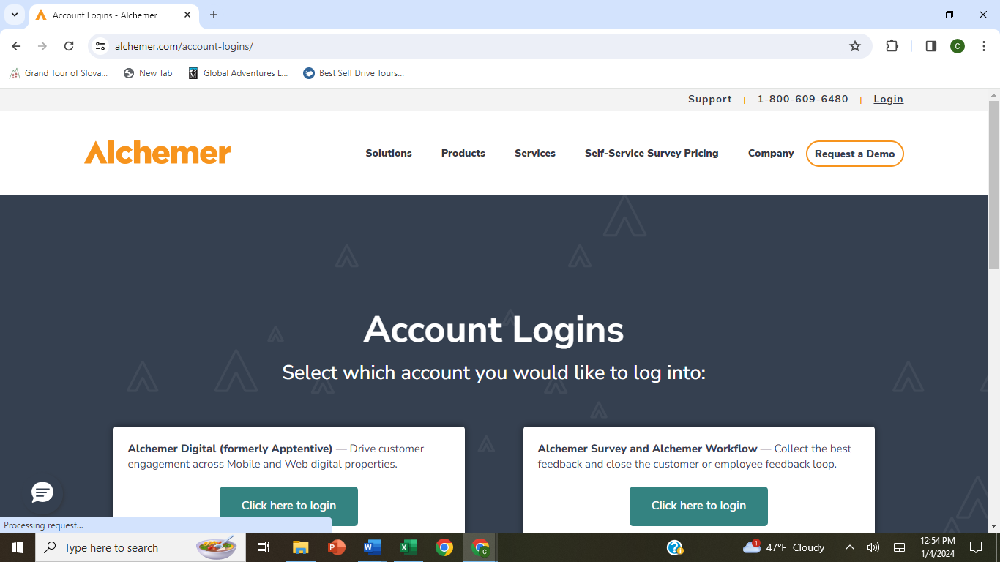 Account Logins - Alchemer
alchemer.com/account-logins/
C
Grand Tour of Slova...
New Tab
Global Adventures L...
Best Self Drive Tours...
Support | 1-800-609-6480 | Login
Alchemer
Solutions
Products
Services
Self-Service Survey Pricing
Company
Request a Demo
Account Logins
Select which account you would like to log into:
Alchemer Digital (formerly Apptentive) — Drive customer
engagement across Mobile and Web digital properties.
Click here to login
Alchemer Survey and Alchemer Workflow — Collect the best
feedback and close the customer or employee feedback loop.
Click here to login
Processing request...
Type here to search
47°F Cloudy
12:54 PM
1/4/2024